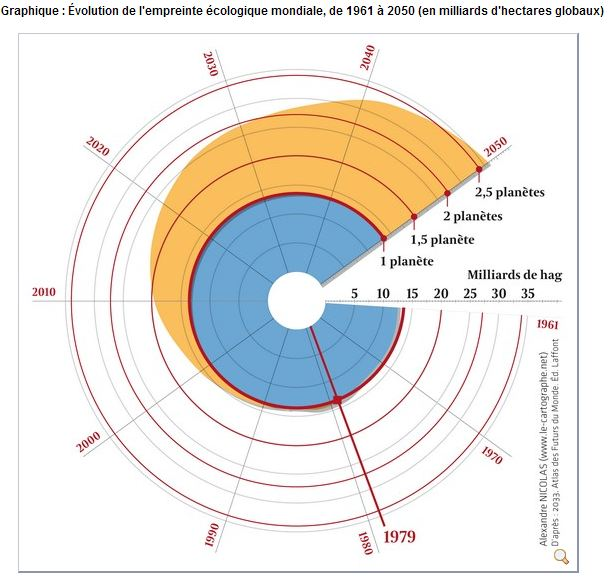 Graphique : Évolution de l'empreinte écologique mondiale, de 1961 à 2050 (en milliards d'hectares globaux)
2030
2040
2020
2050
2,5 planètes
2 planètes
1,5 planète
1 planète
Milliards de hag
2010
5 10 15 20 25 30 35
1961
2000
1970
1990
1980
1979
Alexandre NICOLAS (www.le-cartographe.net)
D'après : 2033, Atlas des Futurs du Monde. Éd. Laffont